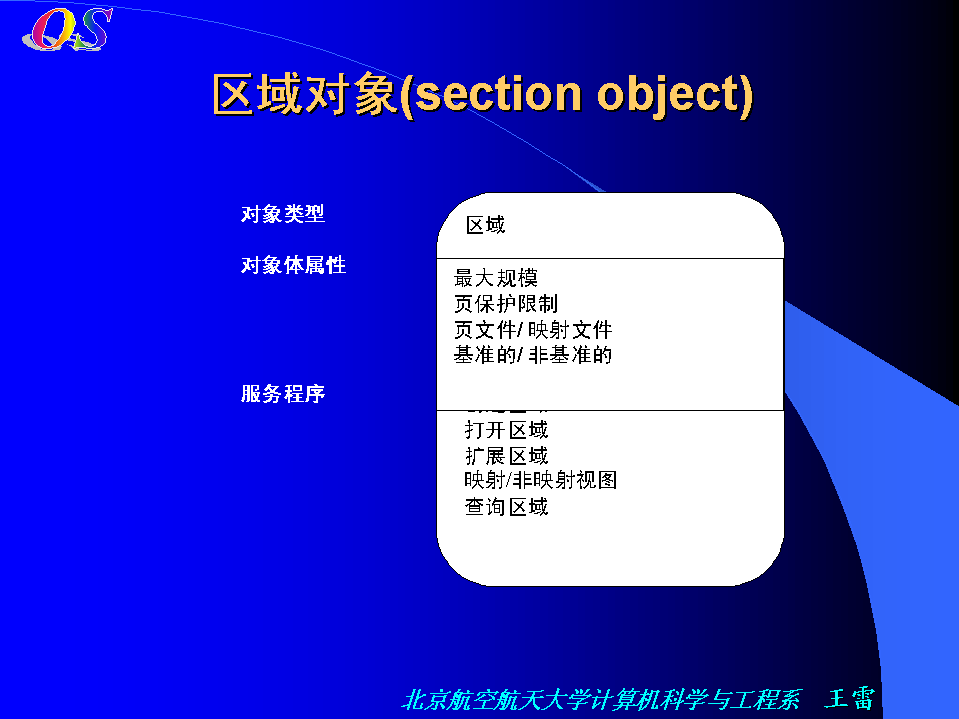 OS
区域对象(section object)
对象类型
区域
对象体属性
最大规模
页保护限制
页文件/ 映射文件
基准的/ 非基准的
服务程序
打开区域
扩展区域
映射/非映射视图
查询区域
北京航空航天大学计算机科学与工程系 王雷